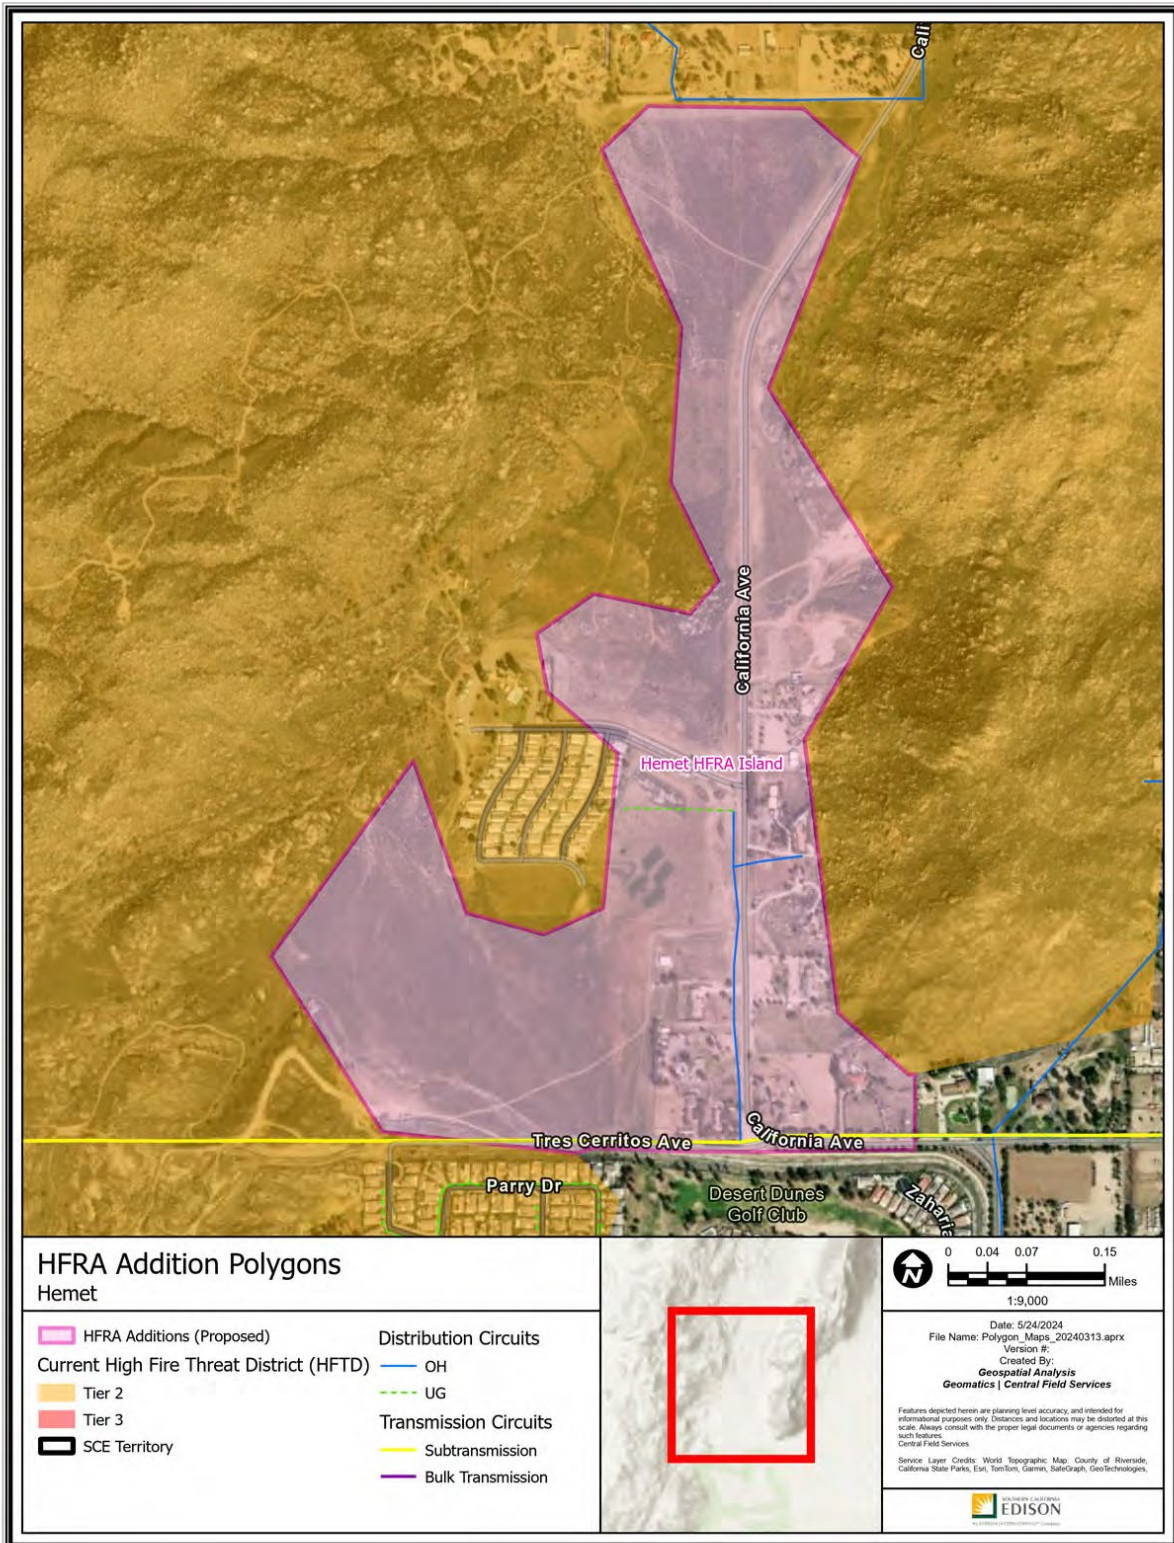 Cali
California Ave
Hemet HFRA Island
Tres Cerritos Ave
California Ave
Parry Dr
Desert Dunes
Golf Club
Zaharia
HFRA Addition Polygons
Hemet
HFRA Additions (Proposed)
Current High Fire Threat District (HFTD)
Tier 2
Tier 3
SCE Territory
Distribution Circuits
OH
UG
Transmission Circuits
Subtransmission
Bulk Transmission
N
0 0.04 0.07 0.15
Miles
1:9,000
Date: 5/24/2024
File Name: Polygon_Maps_20240313.aprx
Version #:
Created By:
Geospatial Analysis
Geomatics | Central Field Services
Features depicted herein are planning level accuracy, and intended for
informational purposes only. Distances and locations may be distorted at this
scale. Always consult with the proper legal documents or agencies regarding
such features.
Central Field Services
Service Layer Credits: World Topographic Map: County of Riverside,
California State Parks, Esri, TomTom, Garmin, SafeGraph, GeoTechnologies,
SOUTHERN CALIFORNIA
EDISON